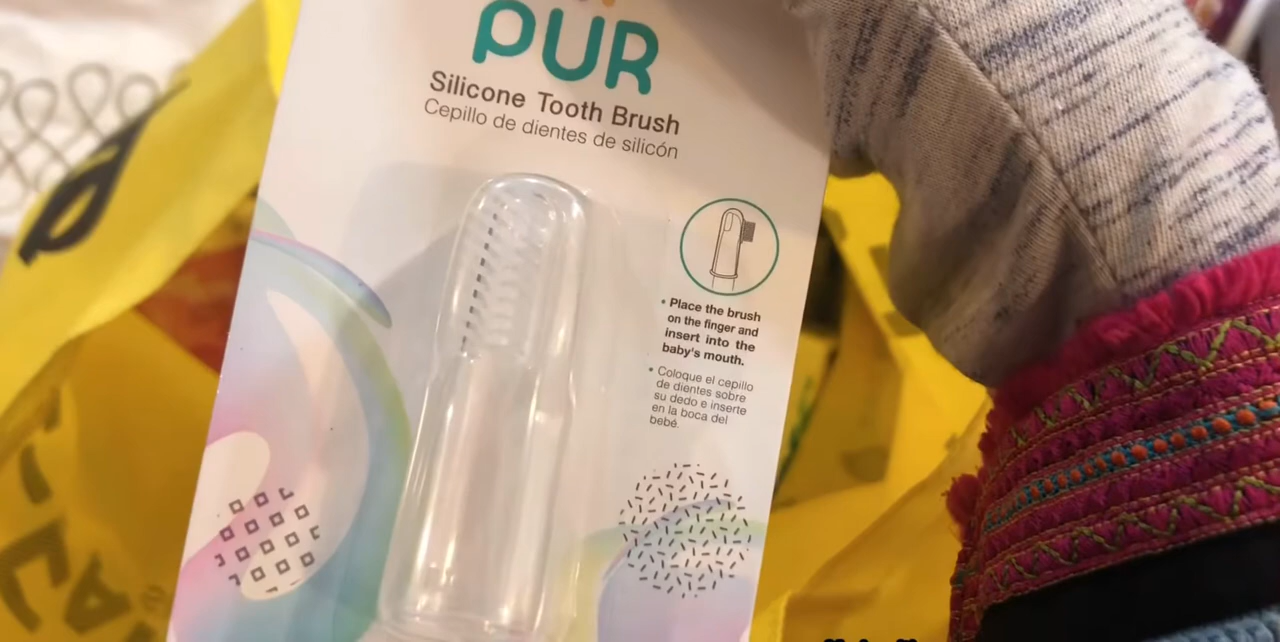 PUR
Silicone Tooth Brush
Cepillo de dientes de silicón
• Place the brush
on the finger and
insert into the
baby's mouth.
• Coloque el cepillo
de dientes sobre
su dedo e inserte
en la boca del
bebé.